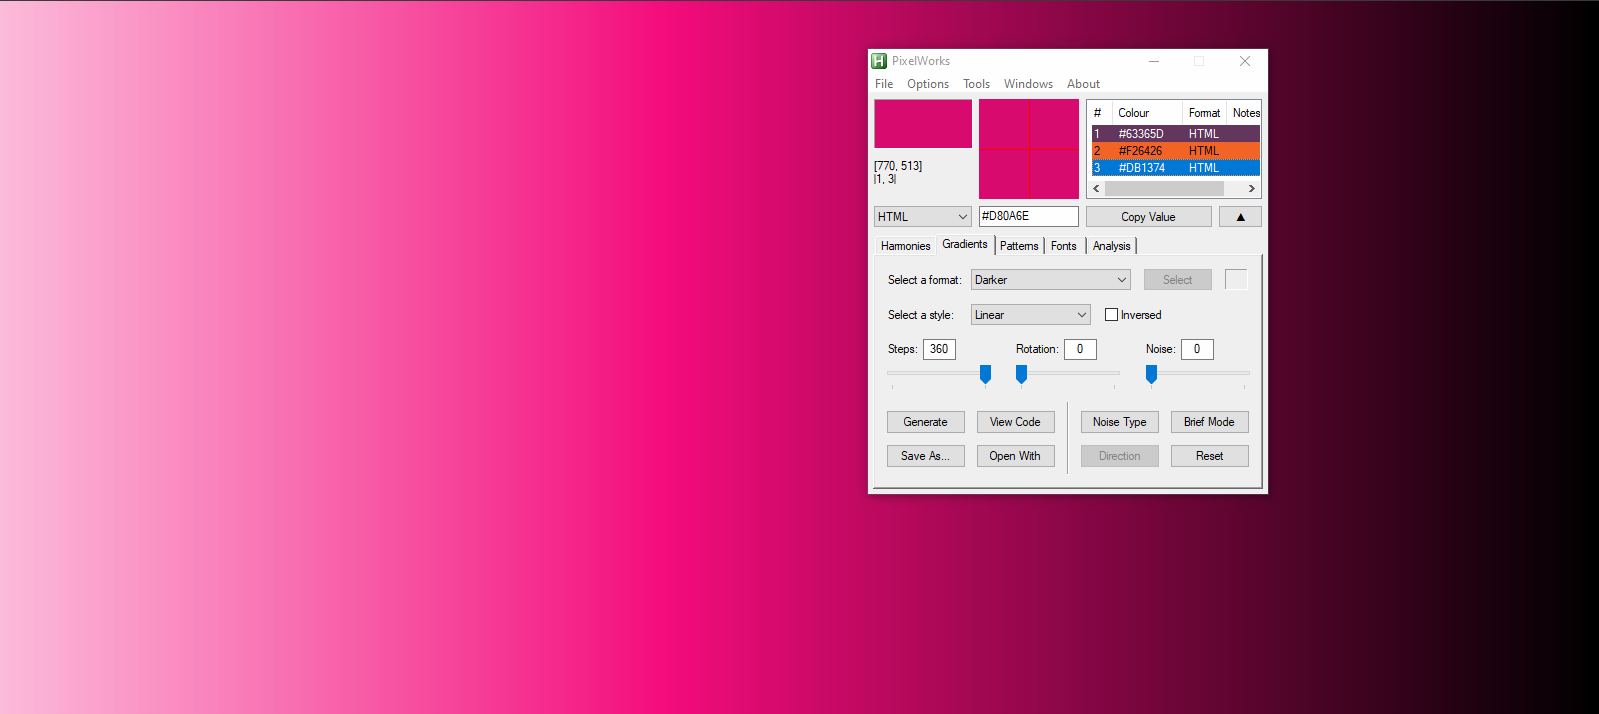 PixelWorks
File Options Tools Windows About
# Colour Format Notes
1 #63365D HTML
2 #F26426 HTML
3 #DB1374 HTML
[770, 513]
|1, 3|
HTML #D80A6E Copy Value ▲
Harmonies Gradients Patterns Fonts Analysis
Select a format: Darker Select
Select a style: Linear Inversed
Steps: 360 Rotation: 0 Noise: 0
Generate View Code Noise Type Brief Mode
Save As... Open With Direction Reset